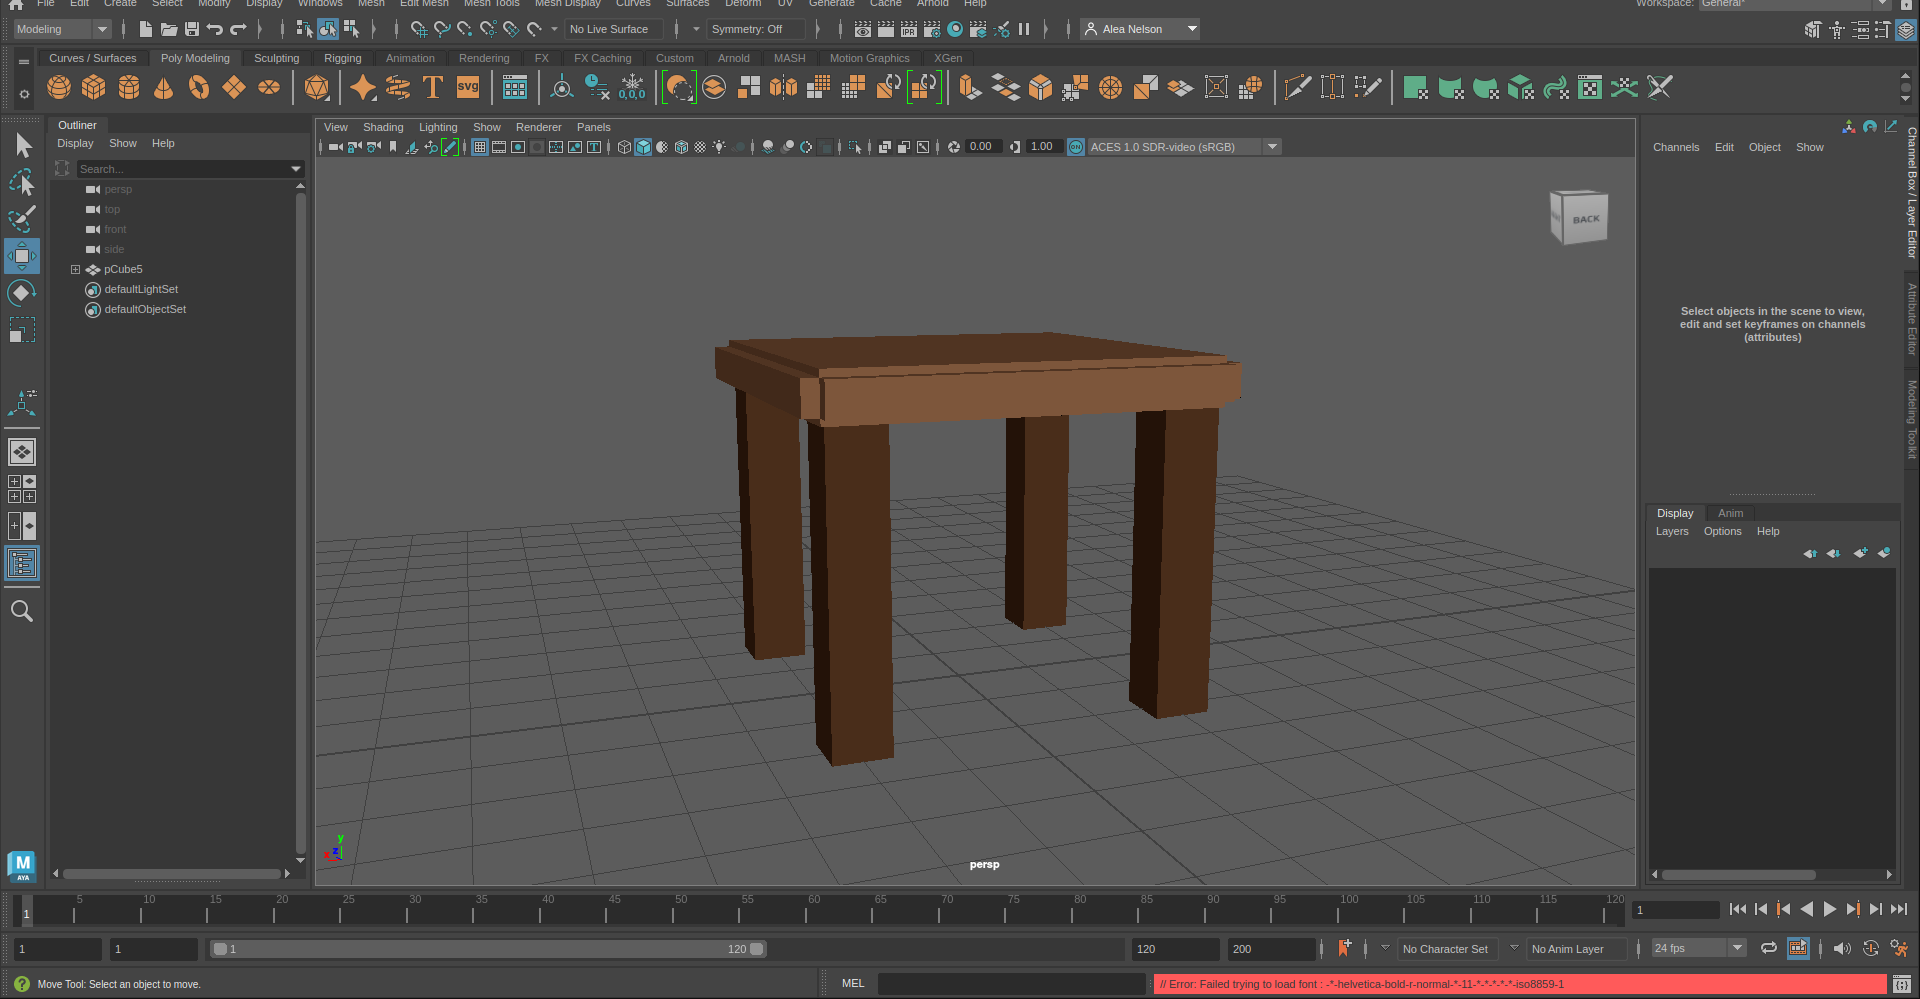 File Edit Create Select Modify Display Windows Mesh Edit Mesh Mesh Tools Mesh Display Curves Surfaces Deform UV Generate Cache Arnold Help Workspace: General*
Modeling No Live Surface Symmetry: Off IPR Alea Nelson
Curves / Surfaces Poly Modeling Sculpting Rigging Animation Rendering FX FX Caching Custom Arnold MASH Motion Graphics XGen
T svg 0,0,0
Outliner
Display Show Help
Search...
persp
top
front
side
pCube5
defaultLightSet
defaultObjectSet
View Shading Lighting Show Renderer Panels
0.00 1.00 ON ACES 1.0 SDR-video (sRGB)
BACK
y
x z
persp
Channels Edit Object Show
Select objects in the scene to view,
edit and set keyframes on channels
(attributes)
Channel Box / Layer Editor
Attribute Editor
Modeling Toolkit
Display Anim
Layers Options Help
M
AYA
1 5 10 15 20 25 30 35 40 45 50 55 60 65 70 75 80 85 90 95 100 105 110 115 120 1
1 1 1 120 120 200 No Character Set No Anim Layer 24 fps
? Move Tool: Select an object to move. MEL // Error: Failed trying to load font : -*-helvetica-bold-r-normal-*-11-*-*-*-*-*-iso8859-1